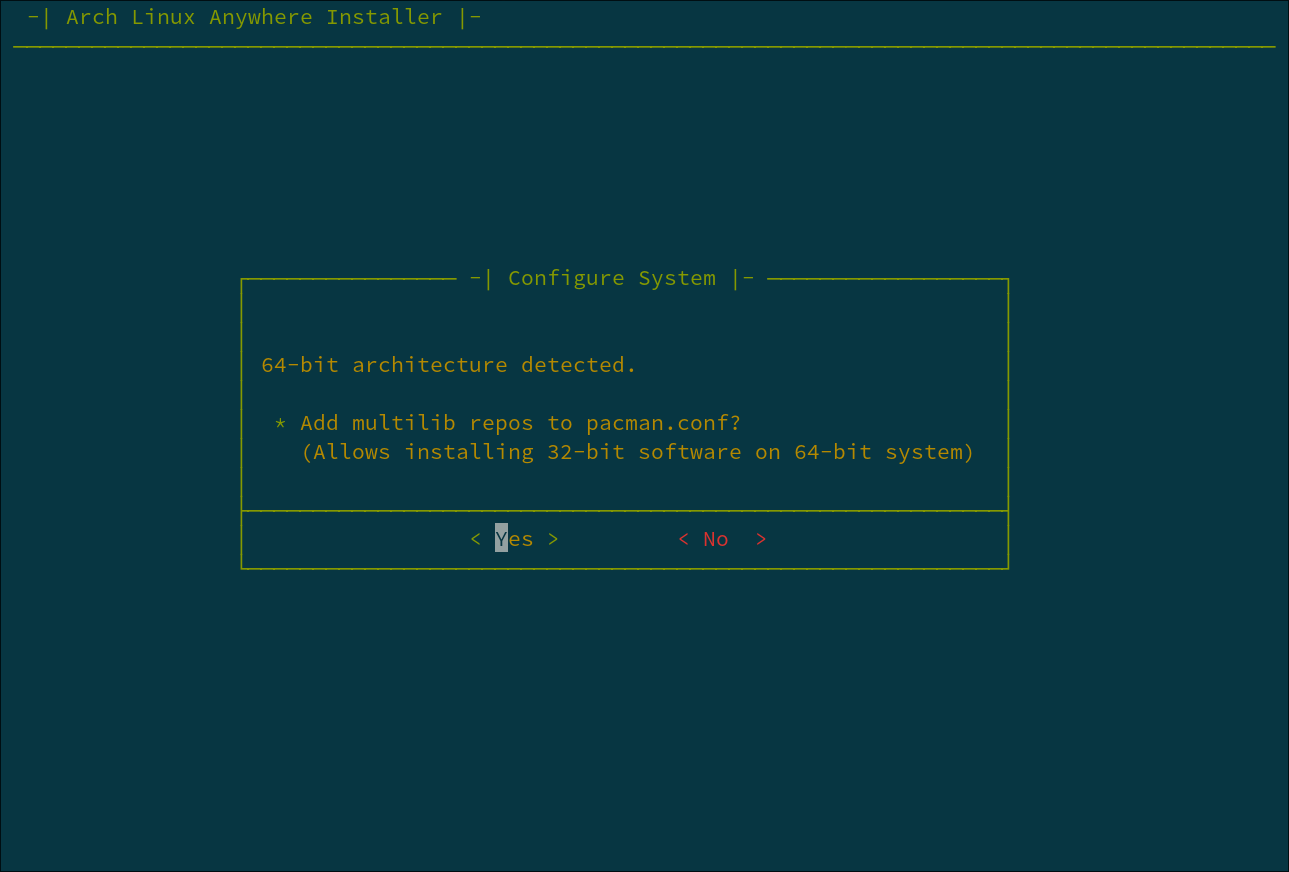 -| Arch Linux Anywhere Installer |-
-| Configure System |-
64-bit architecture detected.
* Add multilib repos to pacman.conf?
(Allows installing 32-bit software on 64-bit system)
< Yes > < No >